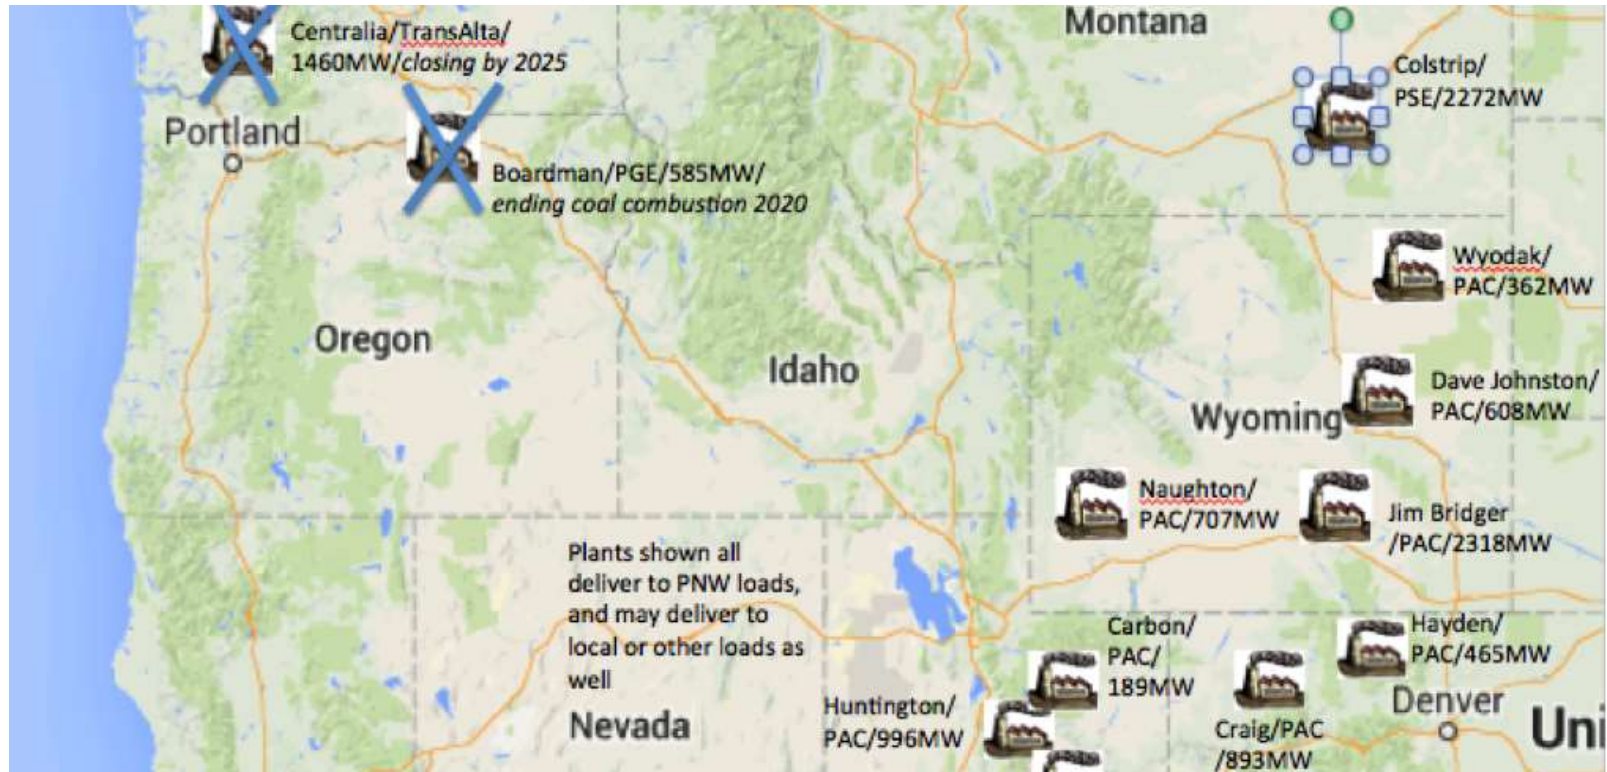 Centralia/TransAlta/
1460MW/closing by 2025
Montana
Colstrip/
PSE/2272MW
Portland
Boardman/PGE/585MW/
ending coal combustion 2020
Wyodak/
PAC/362MW
Oregon
Idaho
Dave Johnston/
PAC/608MW
Wyoming
Naughton/
PAC/707MW
Jim Bridger
/PAC/2318MW
Plants shown all
deliver to PNW loads,
and may deliver to
local or other loads as
well
Carbon/
PAC/
189MW
Hayden/
PAC/465MW
Denver
Huntington/
PAC/996MW
Nevada
Craig/PAC
/893MW
Uni